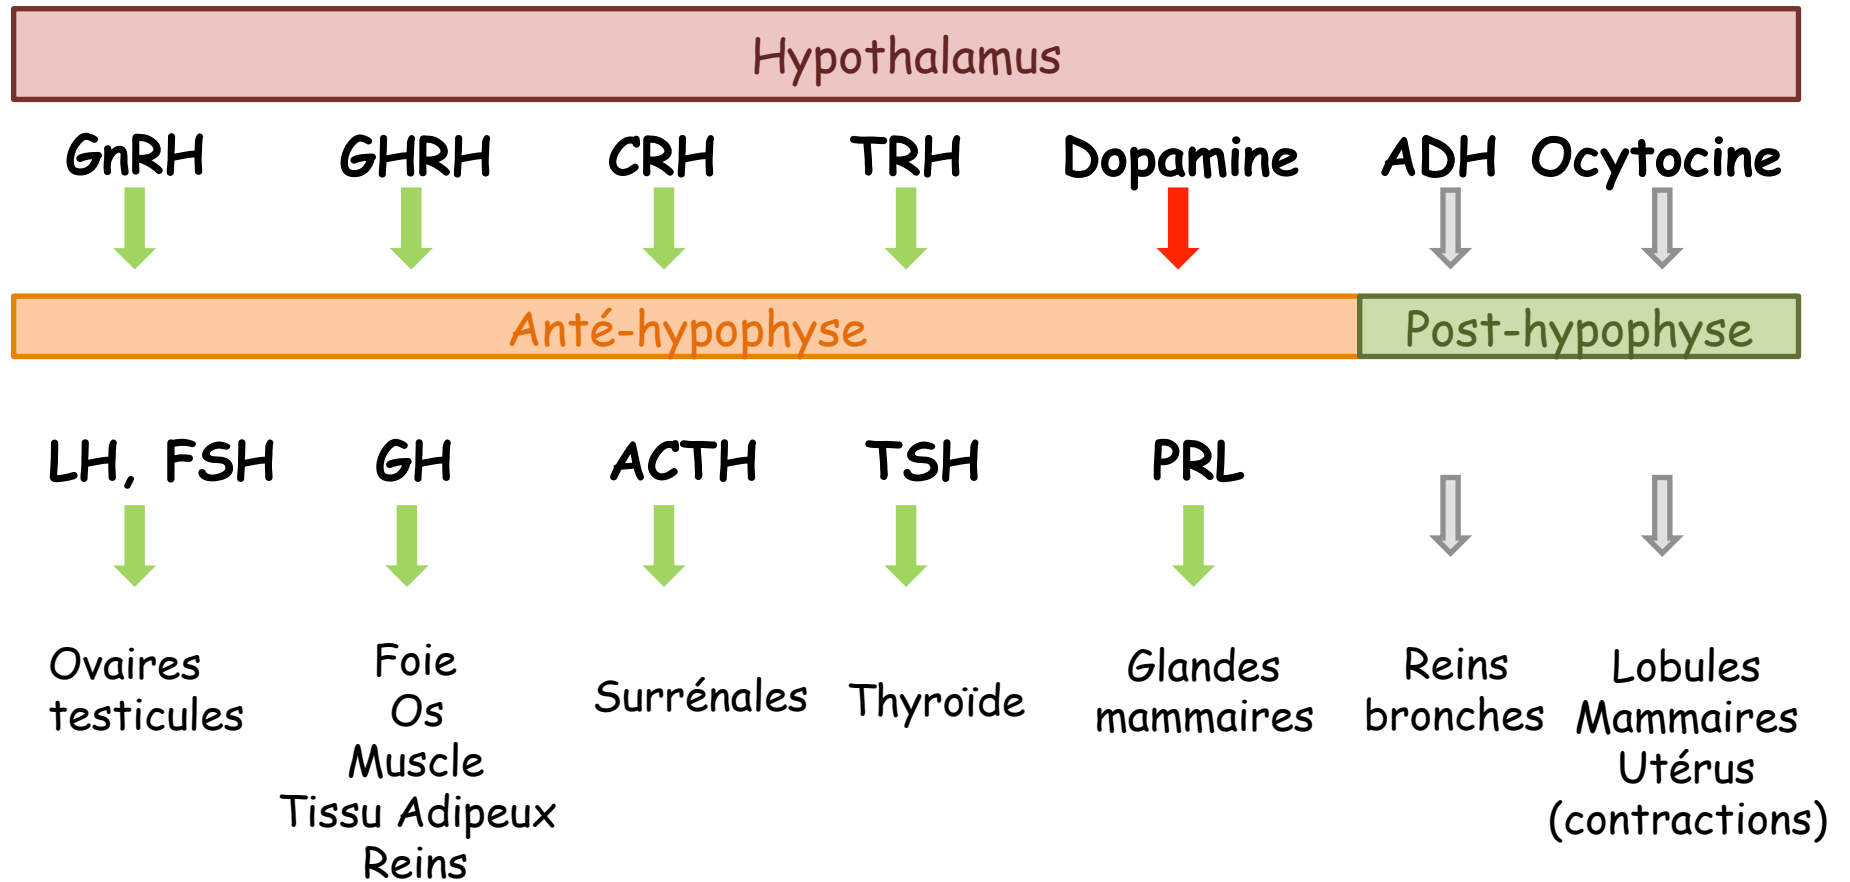 Hypothalamus
GnRH GHRH CRH TRH Dopamine ADH Ocytocine
Anté-hypophyse Post-hypophyse
LH, FSH GH ACTH TSH PRL
Ovaires
testicules
Foie
Os
Muscle
Tissu Adipeux
Reins
Surrénales
Thyroïde
Glandes
mammaires
Reins
bronches
Lobules
Mammaires
Utérus
(contractions)